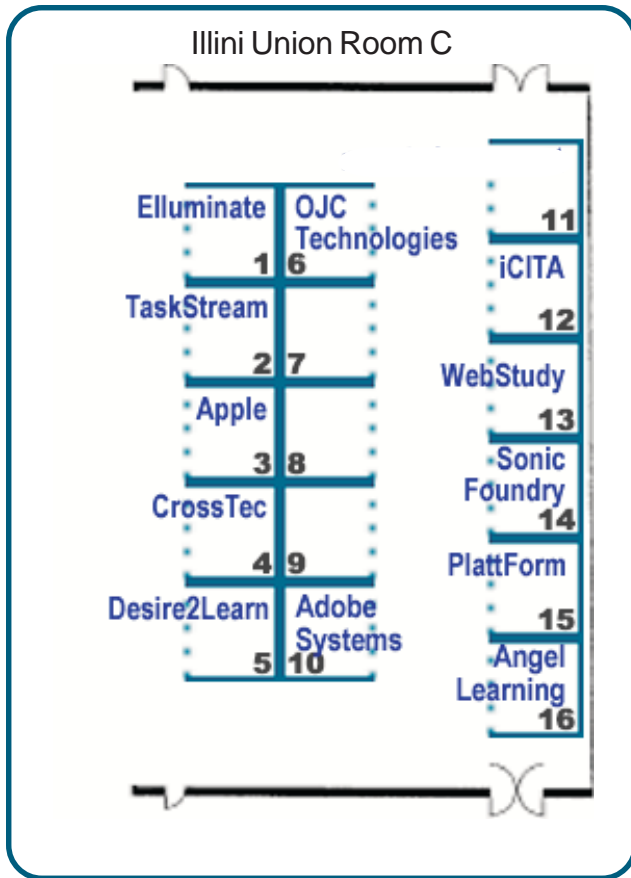 Illini Union Room C
Elluminate
1
OJC
Technologies
6
TaskStream
2
7
Apple
3
8
CrossTec
4
9
Desire2Learn
5
Adobe
Systems
10
11
iCITA
12
WebStudy
13
Sonic
Foundry
14
PlattForm
15
Angel
Learning
16